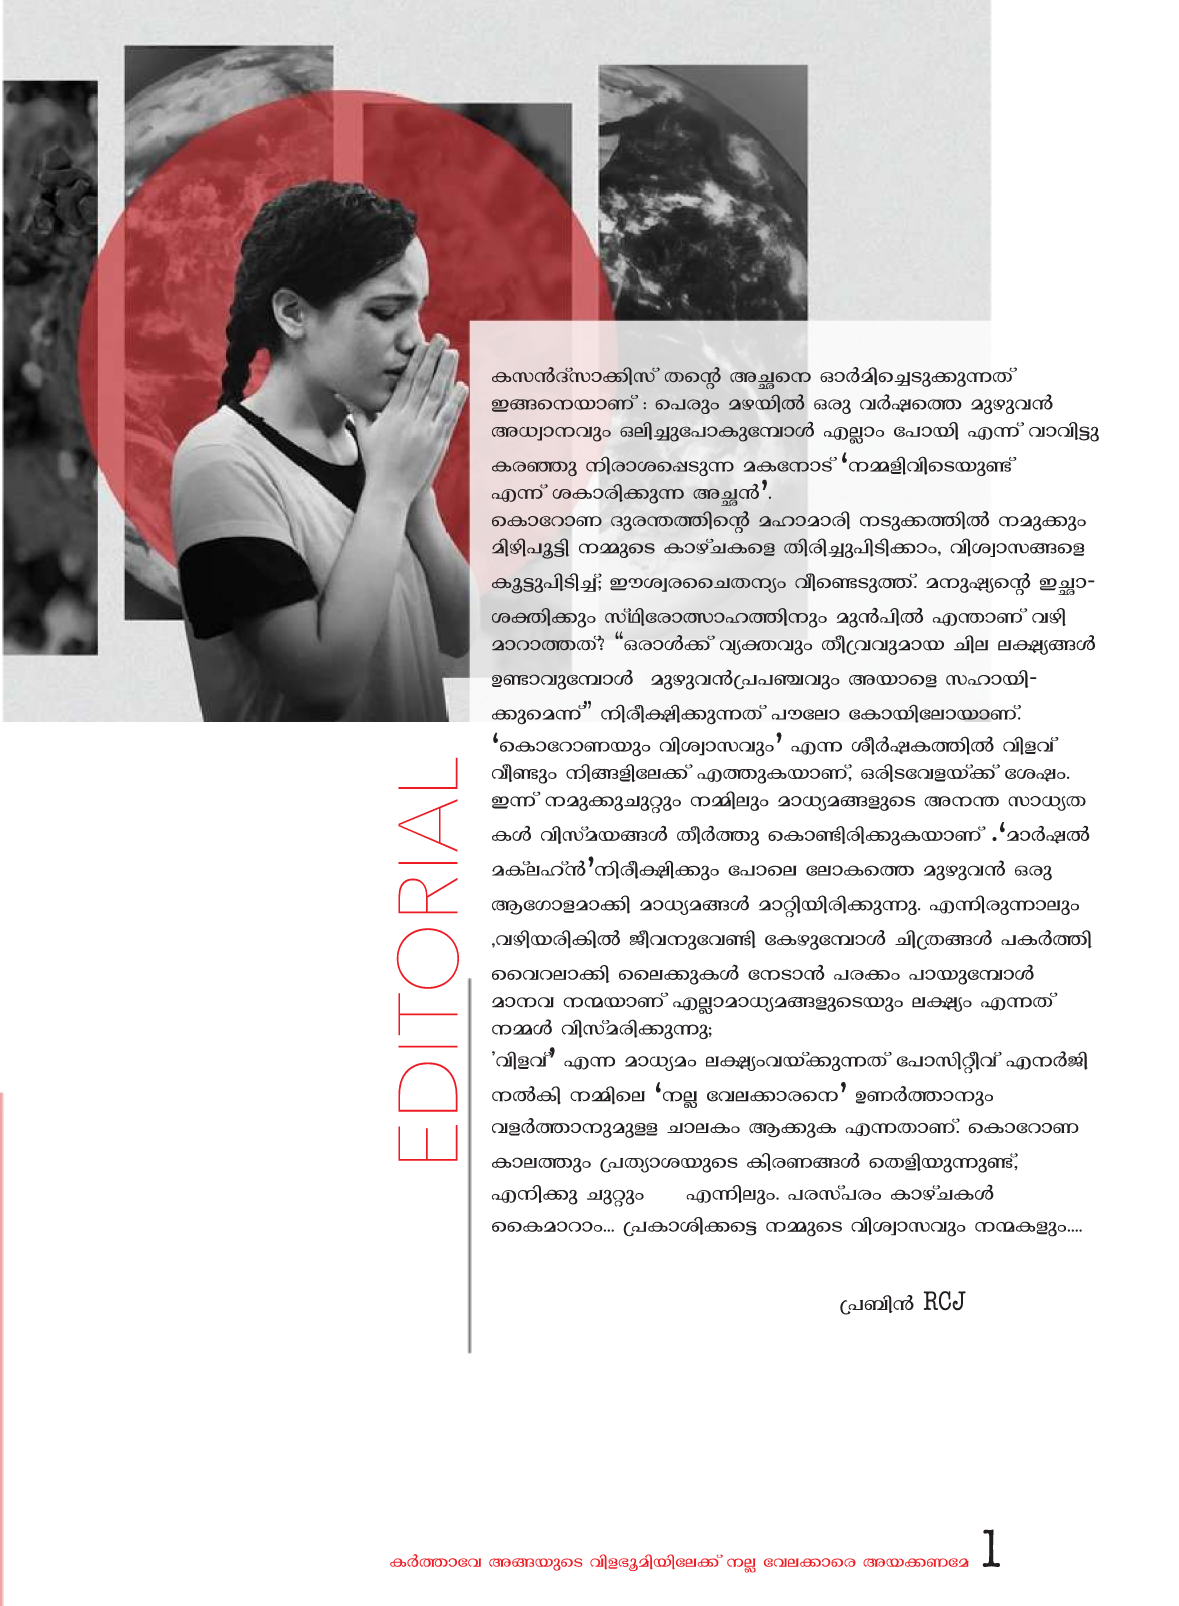 കസൻദ്സാക്കിസ് തന്റെ അച്ഛനെ ഓർമിച്ചെടുക്കുന്നത്
ഇങ്ങനെയാണ് : പെരും മഴയിൽ ഒരു വർഷത്തെ മുഴുവൻ
അധ്വാനവും ഒലിച്ചുപോകുമ്പോൾ എല്ലാം പോയി എന്ന് വാവിട്ടു
കരഞ്ഞു നിരാശപ്പെടുന്ന മകനോട് ‘നമ്മളിവിടെയുണ്ട്
എന്ന് ശകാരിക്കുന്ന അച്ഛൻ’.
കൊറോണ ദുരന്തത്തിന്റെ മഹാമാരി നടുക്കത്തിൽ നമുക്കും
മിഴിപൂട്ടി നമ്മുടെ കാഴ്ചകളെ തിരിച്ചുപിടിക്കാം, വിശ്വാസങ്ങളെ
കൂട്ടുപിടിച്ച്; ഈശ്വരചൈതന്യം വീണ്ടെടുത്ത്. മനുഷ്യന്റെ ഇച്ഛാ-
ശക്തിക്കും സ്ഥിരോത്സാഹത്തിനും മുൻപിൽ എന്താണ് വഴി
മാറാത്തത്? “ഒരാൾക്ക് വ്യക്തവും തീവ്രവുമായ ചില ലക്ഷ്യങ്ങൾ
ഉണ്ടാവുമ്പോൾ മുഴുവൻപ്രപഞ്ചവും അയാളെ സഹായി-
ക്കുമെന്ന്” നിരീക്ഷിക്കുന്നത് പൗലോ കോയിലോയാണ്.
‘കൊറോണയും വിശ്വാസവും’ എന്ന ശീർഷകത്തിൽ വിളവ്
വീണ്ടും നിങ്ങളിലേക്ക് എത്തുകയാണ്, ഒരിടവേളയ്ക്ക് ശേഷം.
ഇന്ന് നമുക്കുചുറ്റും നമ്മിലും മാധ്യമങ്ങളുടെ അനന്ത സാധ്യത
കൾ വിസ്മയങ്ങൾ തീർത്തു കൊണ്ടിരിക്കുകയാണ് .‘മാർഷൽ
മക്‌ലഹ്ൻ’നിരീക്ഷിക്കും പോലെ ലോകത്തെ മുഴുവൻ ഒരു
ആഗോളമാക്കി മാധ്യമങ്ങൾ മാറ്റിയിരിക്കുന്നു. എന്നിരുന്നാലും
,വഴിയരികിൽ ജീവനുവേണ്ടി കേഴുമ്പോൾ ചിത്രങ്ങൾ പകർത്തി
വൈറലാക്കി ലൈക്കുകൾ നേടാൻ പരക്കം പായുമ്പോൾ
മാനവ നന്മയാണ് എല്ലാമാധ്യമങ്ങളുടെയും ലക്ഷ്യം എന്നത്
നമ്മൾ വിസ്മരിക്കുന്നു;
'വിളവ്’ എന്ന മാധ്യമം ലക്ഷ്യംവയ്ക്കുന്നത് പോസിറ്റീവ് എനർജി
നൽകി നമ്മിലെ ‘നല്ല വേലക്കാരനെ’ ഉണർത്താനും
വളർത്താനുമുളള ചാലകം ആക്കുക എന്നതാണ്. കൊറോണ
കാലത്തും പ്രത്യാശയുടെ കിരണങ്ങൾ തെളിയുന്നുണ്ട്,
എനിക്കു ചുറ്റും എന്നിലും. പരസ്പരം കാഴ്ചകൾ
കൈമാറാം... പ്രകാശിക്കട്ടെ നമ്മുടെ വിശ്വാസവും നന്മകളും....
പ്രബിൻ RCJ
EDITORIAL
കർത്താവേ അങ്ങയുടെ വിളഭൂമിയിലേക്ക് നല്ല വേലക്കാരെ അയക്കണമേ 1